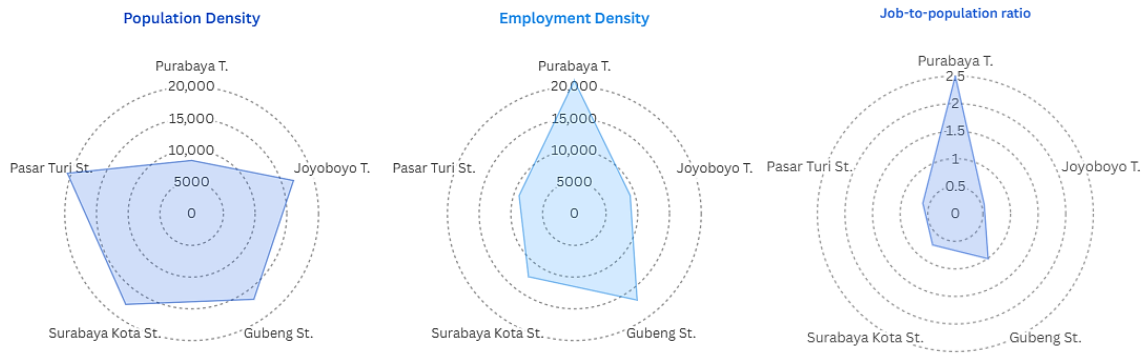 Population Density
Purabaya T.
20,000
15,000
10,000
5000
0
Pasar Turi St.
Joyoboyo T.
Surabaya Kota St.
Gubeng St.
Employment Density
Purabaya T.
20,000
15,000
10,000
5000
0
Pasar Turi St.
Joyoboyo T.
Surabaya Kota St.
Gubeng St.
Job-to-population ratio
Purabaya T.
2.5
2
1.5
1
0.5
0
Pasar Turi St.
Joyoboyo T.
Surabaya Kota St.
Gubeng St.